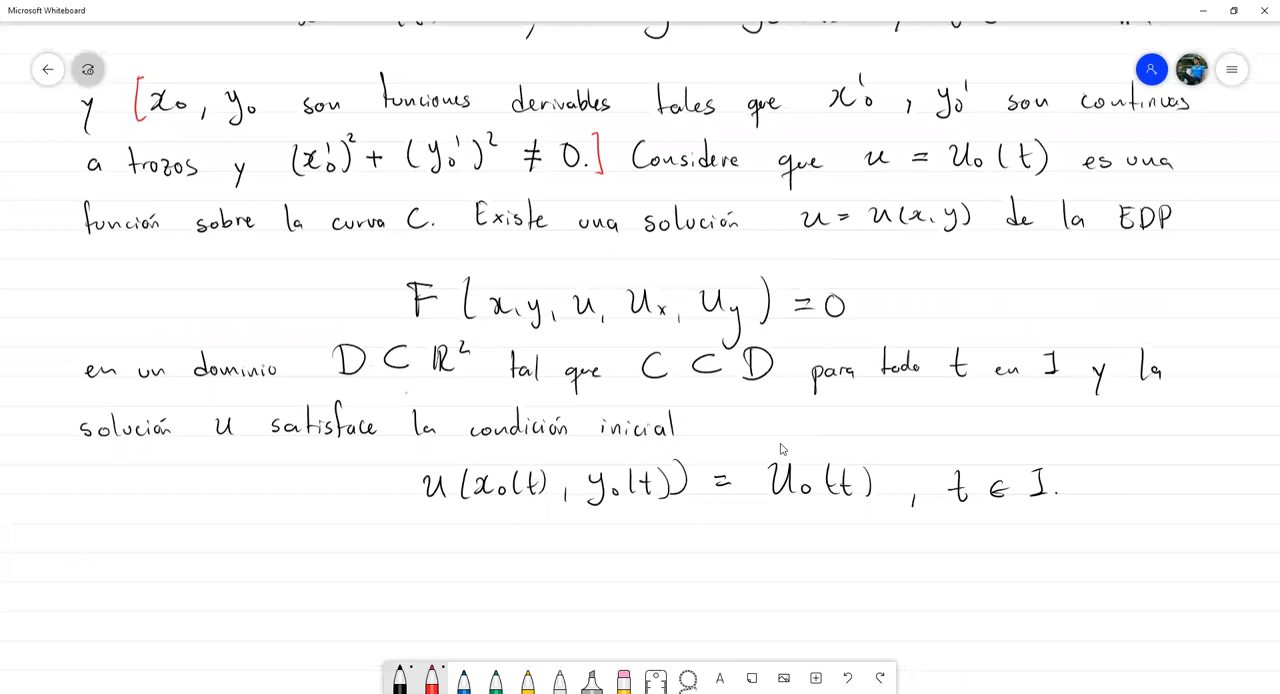 Microsoft Whiteboard
y [x₀, y₀ son funciones derivables tales que x₀', y₀' son continuas
a trozos y (x₀')² + (y₀')² ≠ 0.] Considere que u = u₀(t) es una
función sobre la curva C. Existe una solución u = u(x,y) de la EDP
F(x,y,u,uₓ,u_y) = 0
en un dominio D ⊂ ℝ² tal que C ⊂ D para todo t en I y la
solución u satisface la condición inicial
u(x₀(t), y₀(t)) = u₀(t), t ∈ I.
A